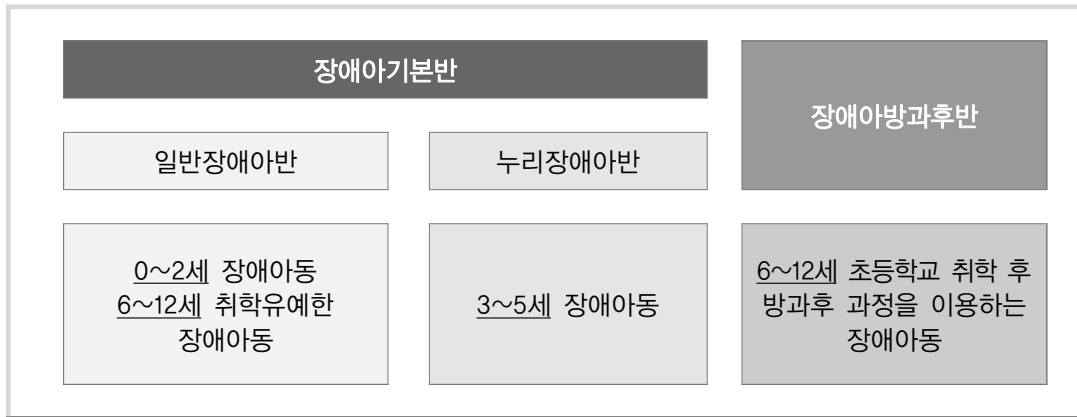 장애아기본반
장애아방과후반
일반장애아반
누리장애아반
0～2세 장애아동
6～12세 취학유예한
장애아동
3～5세 장애아동
6～12세 초등학교 취학 후
방과후 과정을 이용하는
장애아동